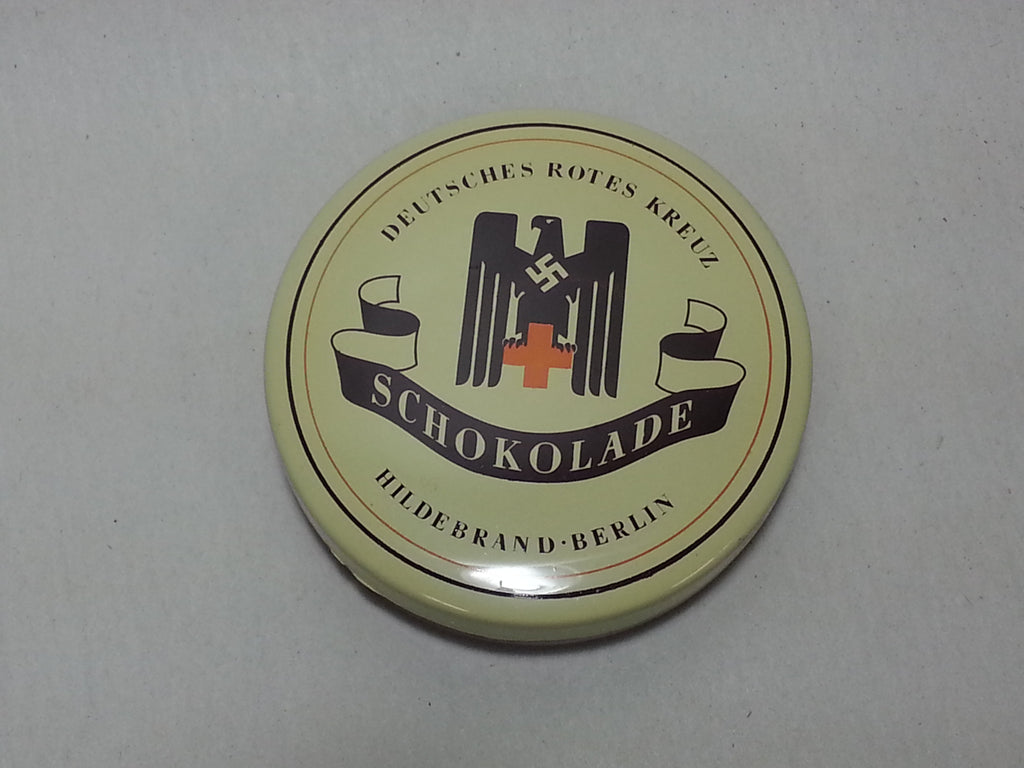 DEUTSCHES ROTES KREUZ
SCHOKOLADE
HILDEBRAND·BERLIN